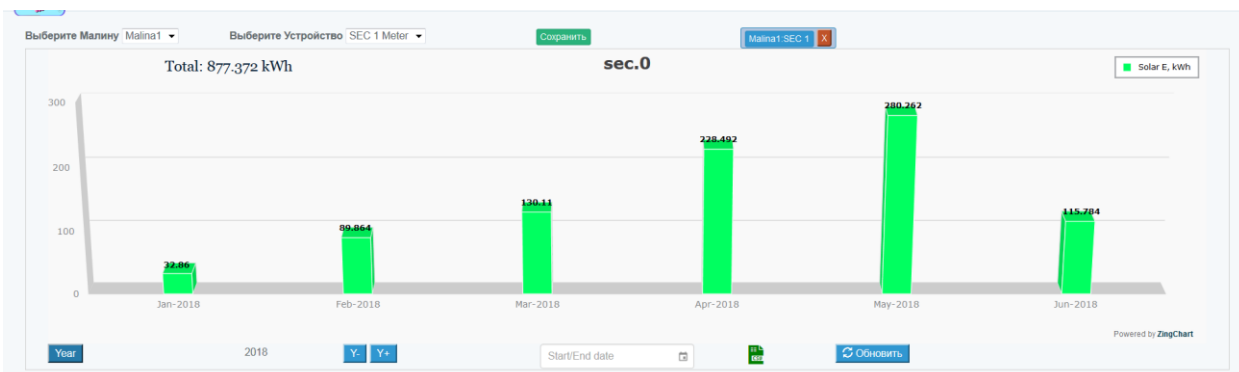 Выберите Малину Malina1 Выберите Устройство SEC 1 Meter Сохранить Malina1:SEC 1 X
Total: 877.372 kWh sec.0 Solar E, kWh
300
280.262
228.492
200
130.11
115.784
100
89.864
32.86
0
Jan-2018 Feb-2018 Mar-2018 Apr-2018 May-2018 Jun-2018
Powered by ZingChart
Year 2018 Y- Y+ Start/End date Обновить